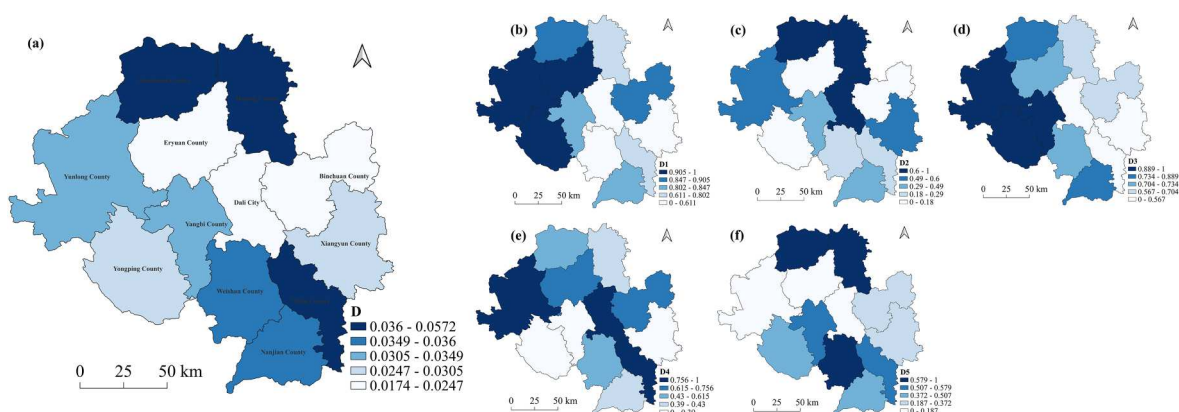 (a)
Eryuan County
Yunlong County
Binchuan County
Dali City
Yangbi County
Xiangyun County
Yongping County
Weishan County
Nanjian County
D
0.036 - 0.0572
0.0349 - 0.036
0.0305 - 0.0349
0.0247 - 0.0305
0.0174 - 0.0247
0 25 50 km
(b)
D1
0.905 - 1
0.847 - 0.905
0.802 - 0.847
0.611 - 0.802
0 - 0.611
0 25 50 km
(c)
D2
0.6 - 1
0.49 - 0.6
0.29 - 0.49
0.18 - 0.29
0 - 0.18
0 25 50 km
(d)
D3
0.889 - 1
0.734 - 0.889
0.704 - 0.734
0.567 - 0.704
0 - 0.567
0 25 50 km
(e)
D4
0.756 - 1
0.615 - 0.756
0.43 - 0.615
0.39 - 0.43
0 - 0.39
0 25 50 km
(f)
D5
0.579 - 1
0.507 - 0.579
0.372 - 0.507
0.187 - 0.372
0 - 0.187
0 25 50 km